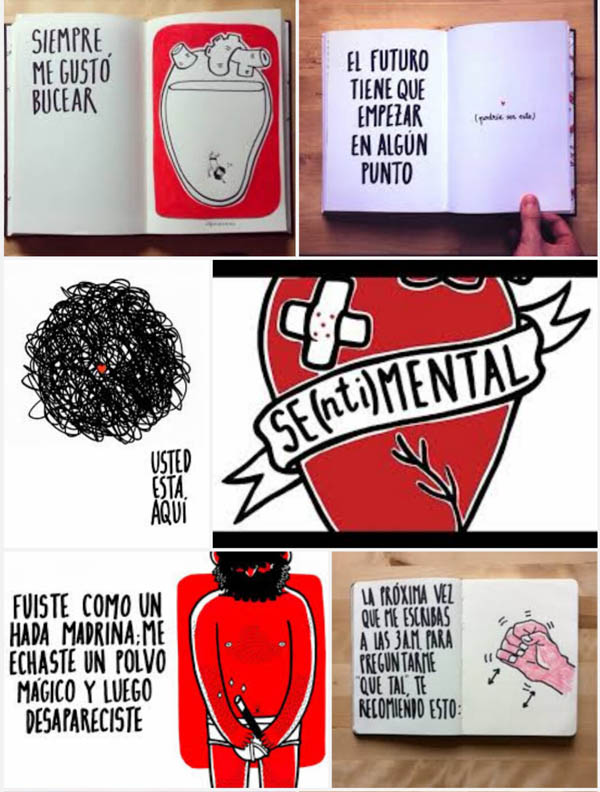 SIEMPRE
ME GUSTÓ
BUCEAR
EL FUTURO
TIENE QUE
EMPEZAR
EN ALGÚN
PUNTO
(podría ser este)
USTED
ESTÁ
AQUÍ
SE(nti)MENTAL
FUISTE COMO UN
HADA MADRINA: ME
ECHASTE UN POLVO
MÁGICO Y LUEGO
DESAPARECISTE
LA PRÓXIMA VEZ
QUE ME ESCRIBAS
A LAS 3 A.M. PARA
PREGUNTARME
"QUE TAL", TE
RECOMIENDO ESTO: